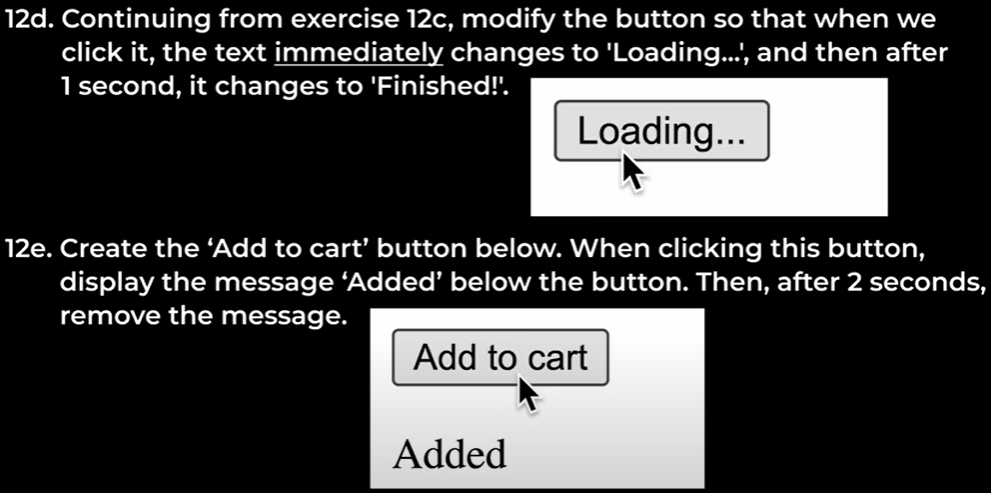 12d. Continuing from exercise 12c, modify the button so that when we
click it, the text immediately changes to 'Loading...', and then after
1 second, it changes to 'Finished!'.
Loading...
12e. Create the ‘Add to cart’ button below. When clicking this button,
display the message ‘Added’ below the button. Then, after 2 seconds,
remove the message.
Add to cart
Added